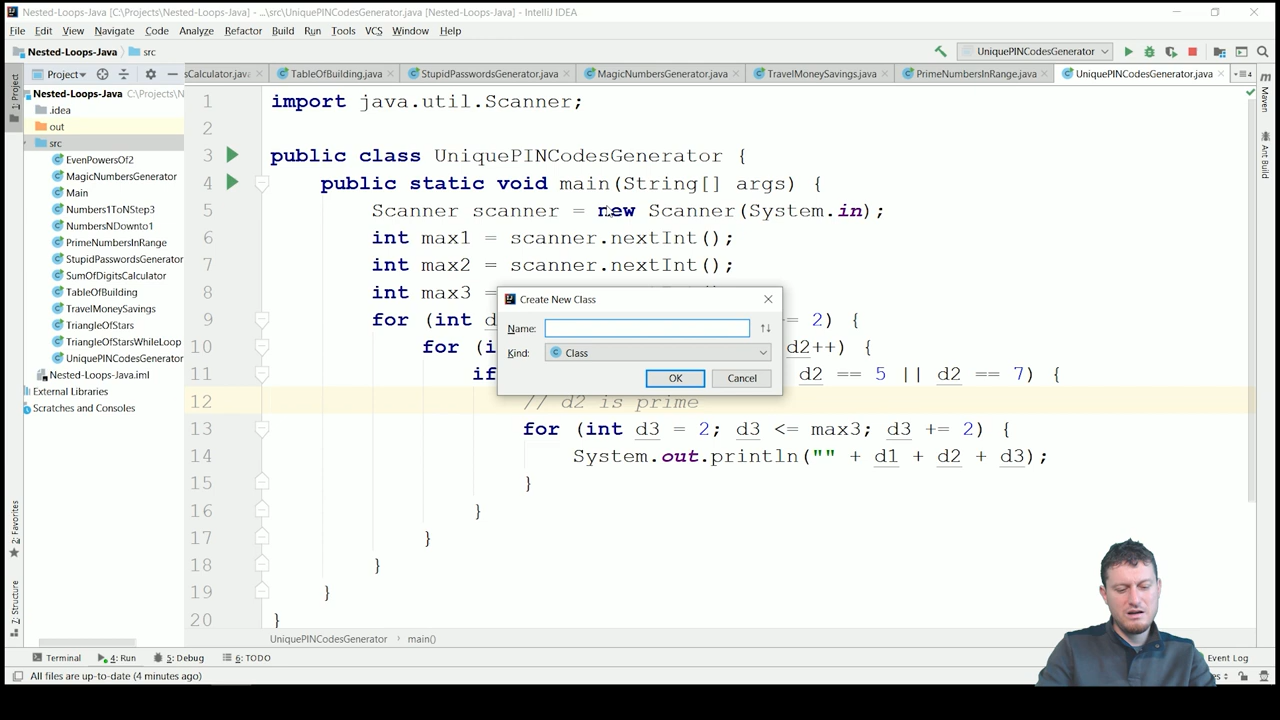 Nested-Loops-Java [C:\Projects\Nested-Loops-Java] - ...\src\UniquePINCodesGenerator.java [Nested-Loops-Java] - IntelliJ IDEA
File Edit View Navigate Code Analyze Refactor Build Run Tools VCS Window Help
Nested-Loops-Java src UniquePINCodesGenerator
Project sCalculator.java TableOfBuilding.java StupidPasswordsGenerator.java MagicNumbersGenerator.java TravelMoneySavings.java PrimeNumbersInRange.java UniquePINCodesGenerator.java
1: Project
Nested-Loops-Java C:\Projects\N
.idea
out
src
EvenPowersOf2
MagicNumbersGenerator
Main
Numbers1ToNStep3
NumbersNDownto1
PrimeNumbersInRange
StupidPasswordsGenerator
SumOfDigitsCalculator
TableOfBuilding
TravelMoneySavings
TriangleOfStars
TriangleOfStarsWhileLoop
UniquePINCodesGenerator
Nested-Loops-Java.iml
External Libraries
Scratches and Consoles
2: Favorites
7: Structure
1 import java.util.Scanner;
2
3 public class UniquePINCodesGenerator {
4 public static void main(String[] args) {
5 Scanner scanner = new Scanner(System.in);
6 int max1 = scanner.nextInt();
7 int max2 = scanner.nextInt();
8 int max3 =
9 for (int d = 2) {
10 for (i d2++) {
11 if d2 == 5 || d2 == 7) {
12 // d2 is prime
13 for (int d3 = 2; d3 <= max3; d3 += 2) {
14 System.out.println("" + d1 + d2 + d3);
15 }
16 }
17 }
18 }
19 }
20 }
Create New Class
Name:
Kind: Class
OK Cancel
Maven
Ant Build
UniquePINCodesGenerator › main()
Terminal 4: Run 5: Debug 6: TODO Event Log
All files are up-to-date (4 minutes ago)